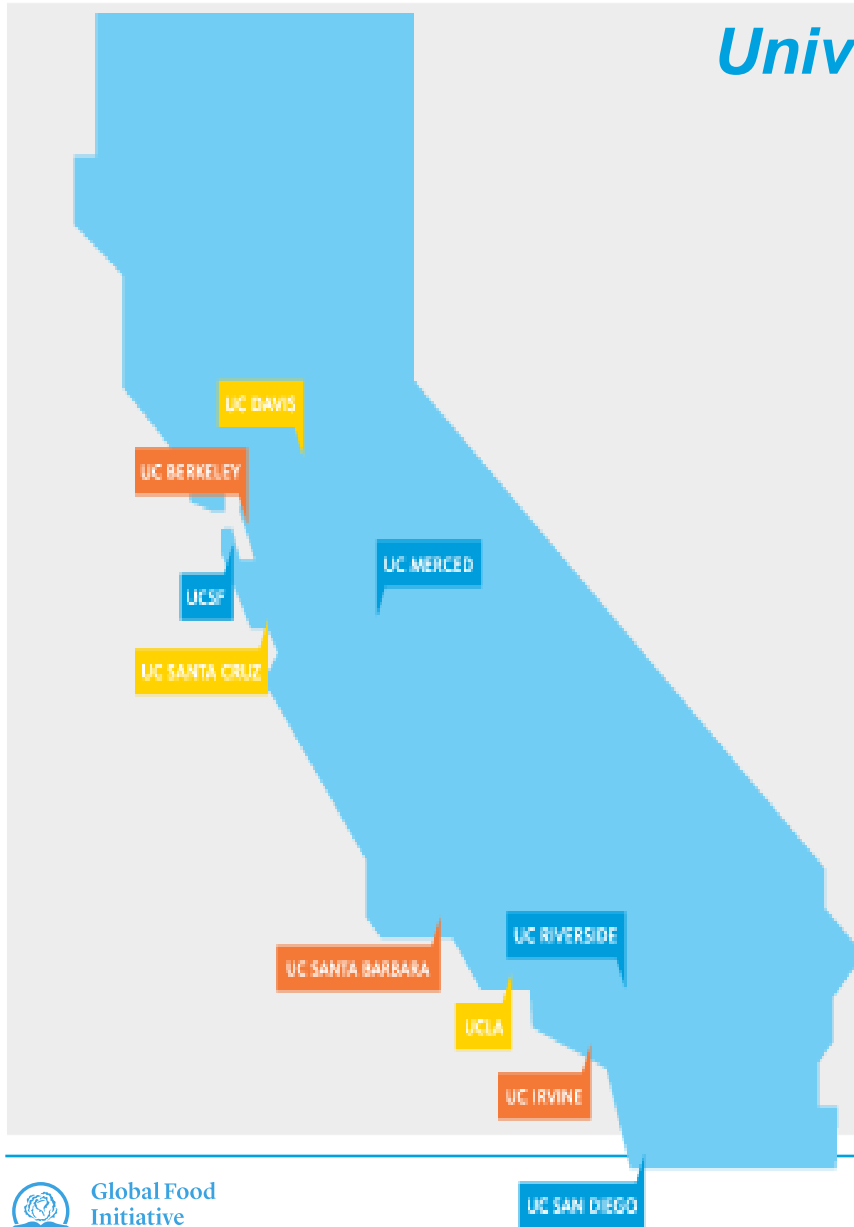 Univ
UC DAVIS
UC BERKELEY
UC MERCED
UCSF
UC SANTA CRUZ
UC RIVERSIDE
UC SANTA BARBARA
UCLA
UC IRVINE
UC SAN DIEGO
Global Food
Initiative